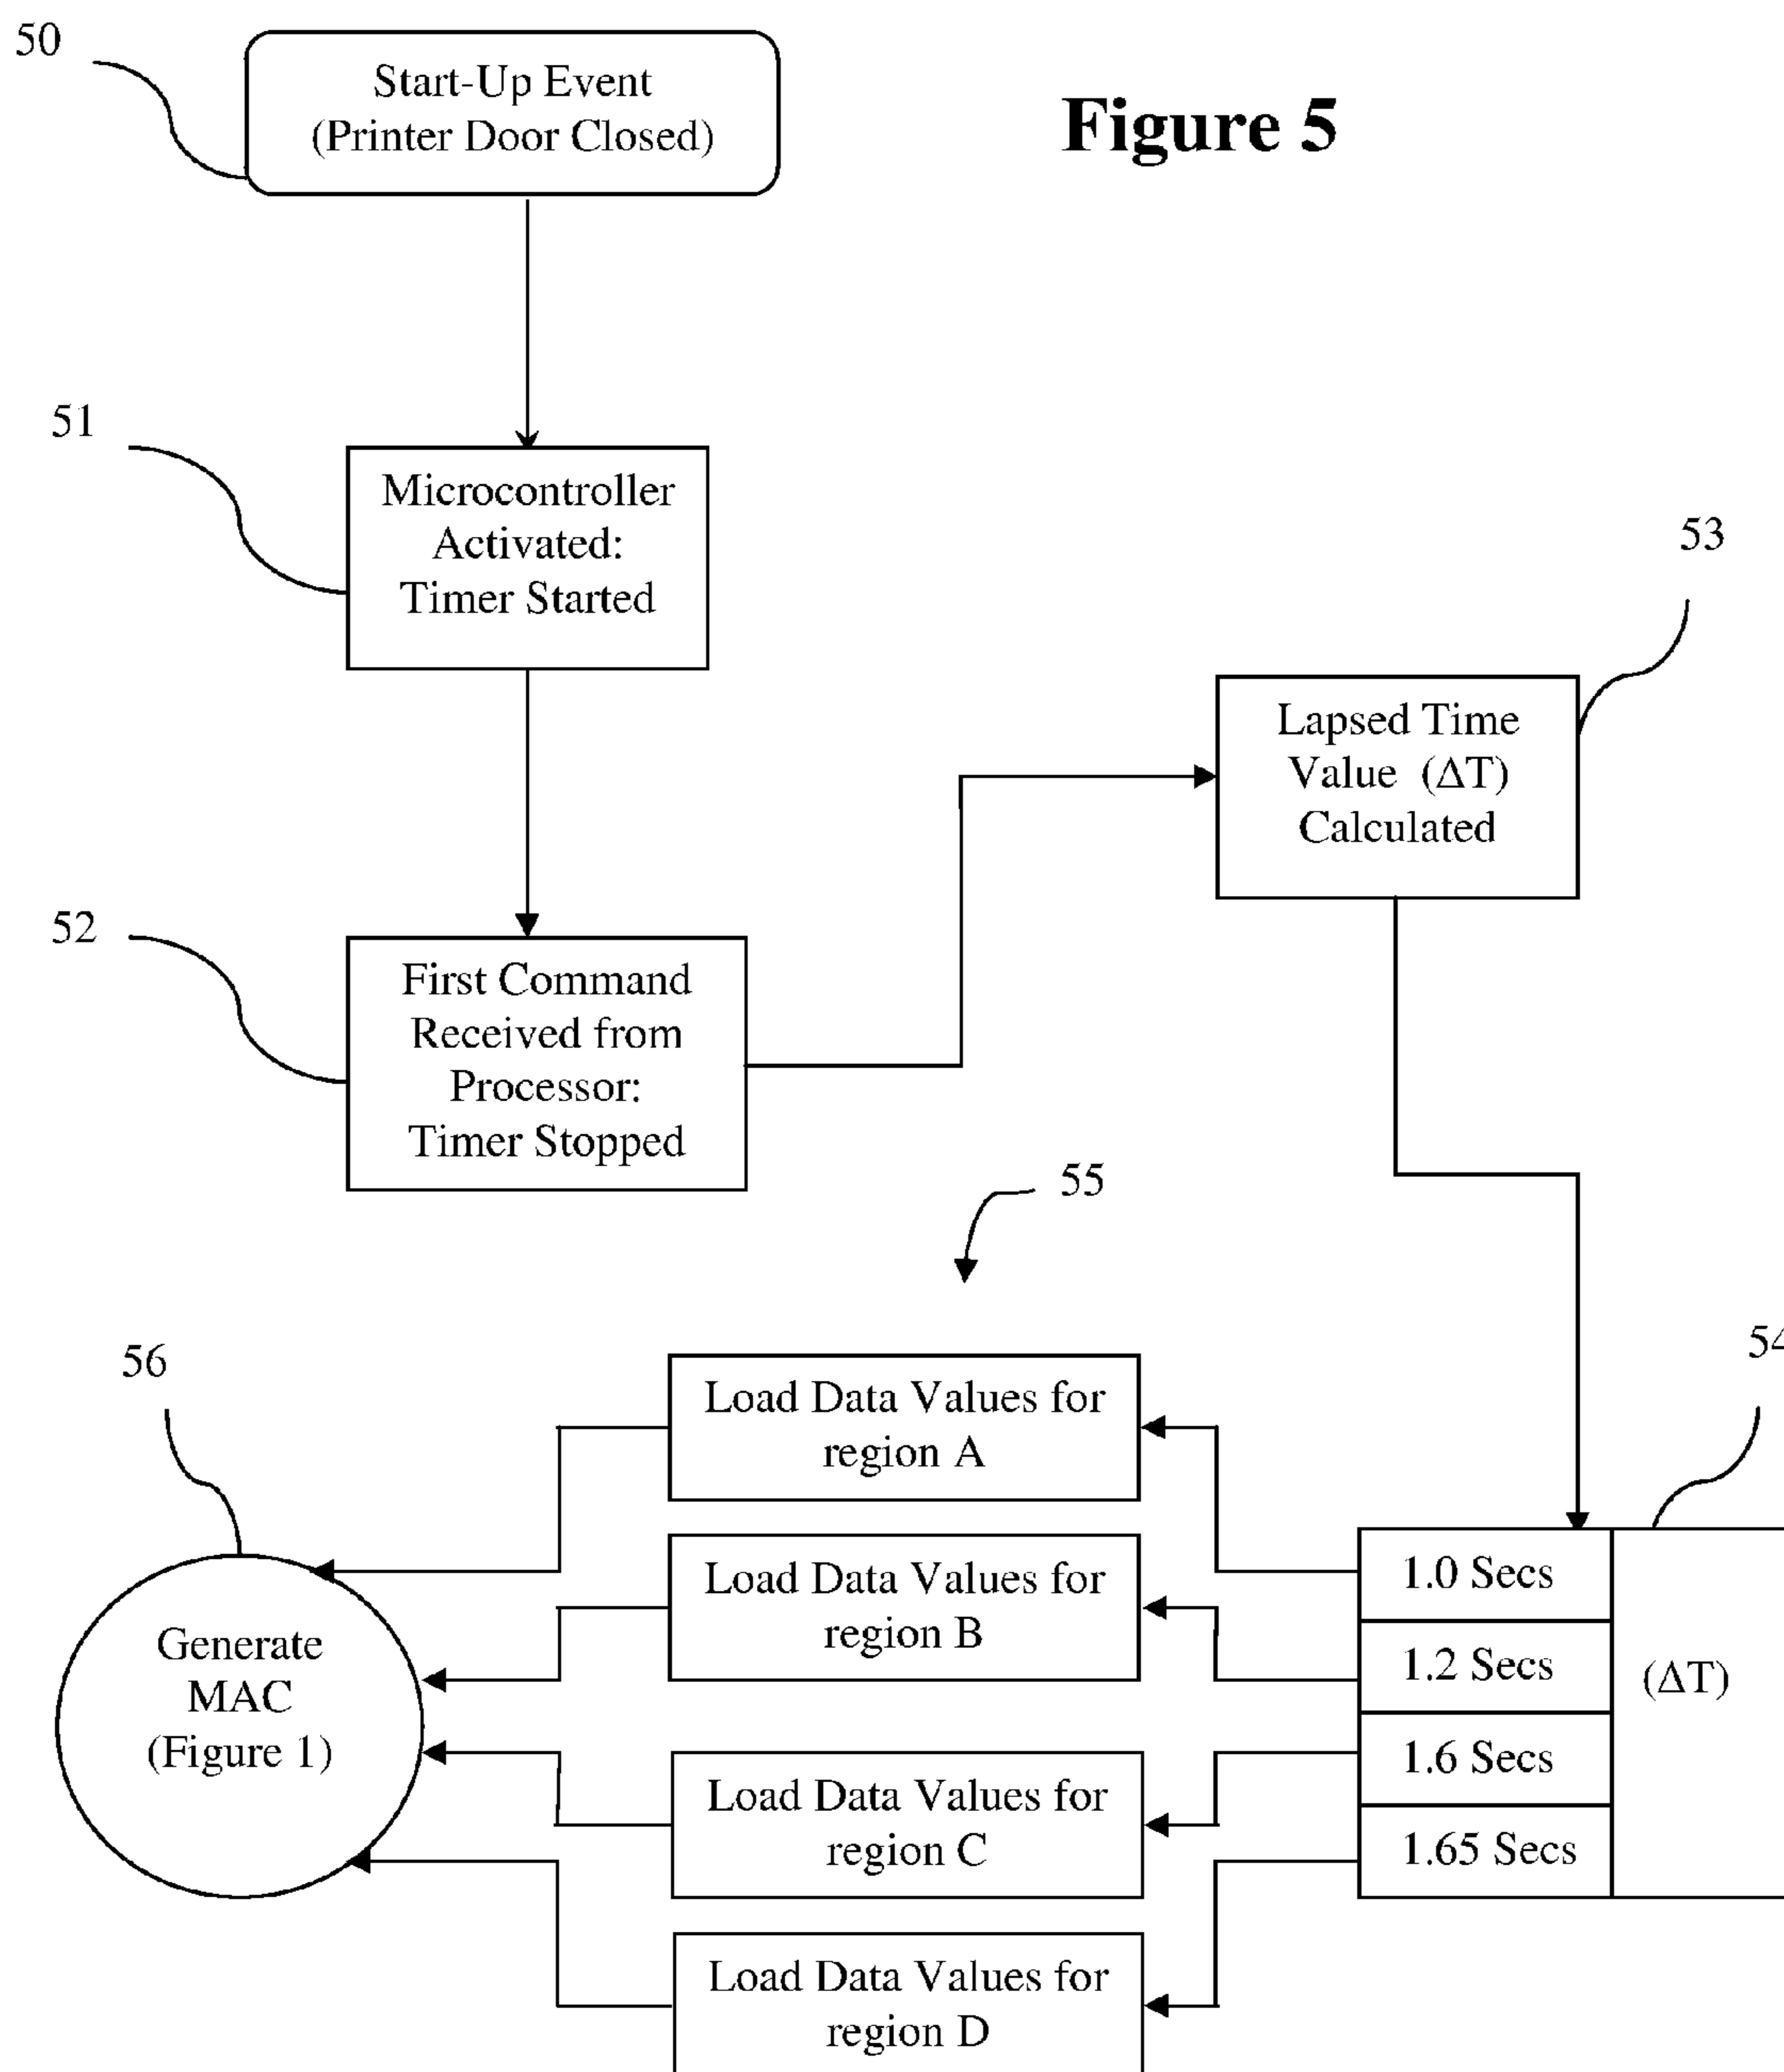 50
Start-Up Event
(Printer Door Closed)
Figure 5
51
Microcontroller
Activated:
Timer Started
53
Lapsed Time
Value (ΔT)
Calculated
52
First Command
Received from
Processor:
Timer Stopped
55
56
54
Load Data Values for
region A
Load Data Values for
region B
Load Data Values for
region C
Load Data Values for
region D
1.0 Secs
1.2 Secs
1.6 Secs
1.65 Secs
(ΔT)
Generate
MAC
(Figure 1)